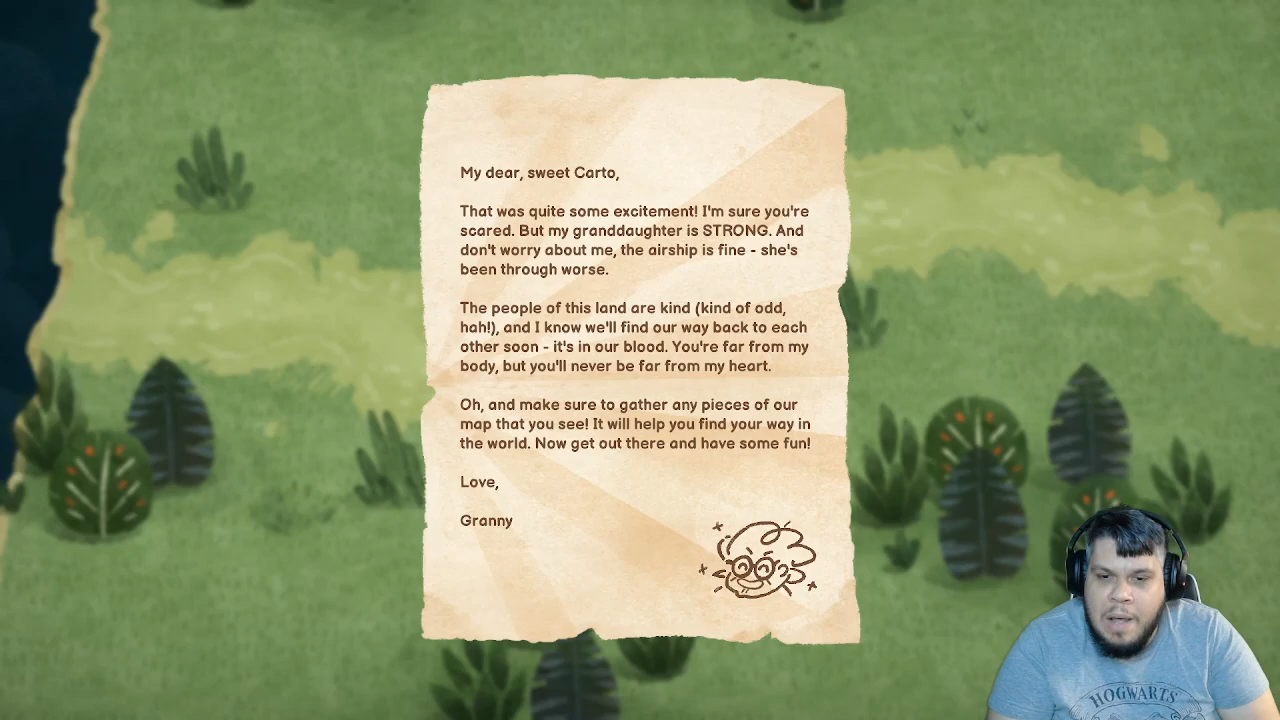 My dear, sweet Carto,
That was quite some excitement! I'm sure you're
scared. But my granddaughter is STRONG. And
don't worry about me, the airship is fine - she's
been through worse.
The people of this land are kind (kind of odd,
hah!), and I know we'll find our way back to each
other soon - it's in our blood. You're far from my
body, but you'll never be far from my heart.
Oh, and make sure to gather any pieces of our
map that you see! It will help you find your way in
the world. Now get out there and have some fun!
Love,
Granny
HOGWARTS